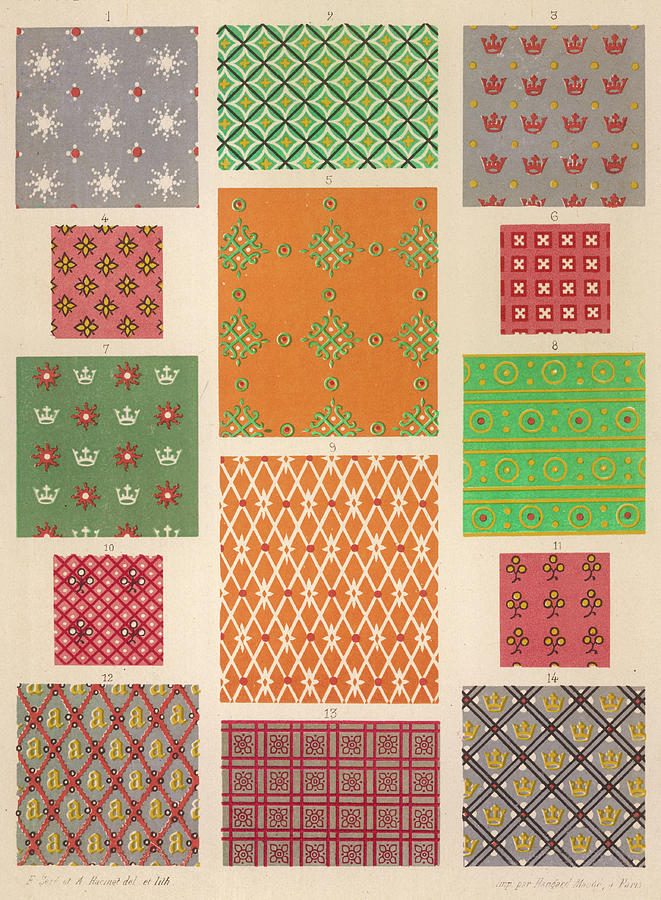 1 2 3
4 5 6
7 8
9
10 11
12 13 14
a a a a
a a a
a a a a
a a a
a a a a
F. Seré et A. Racinet del. et lith.
Imp. par Hangard Maugé, à Paris